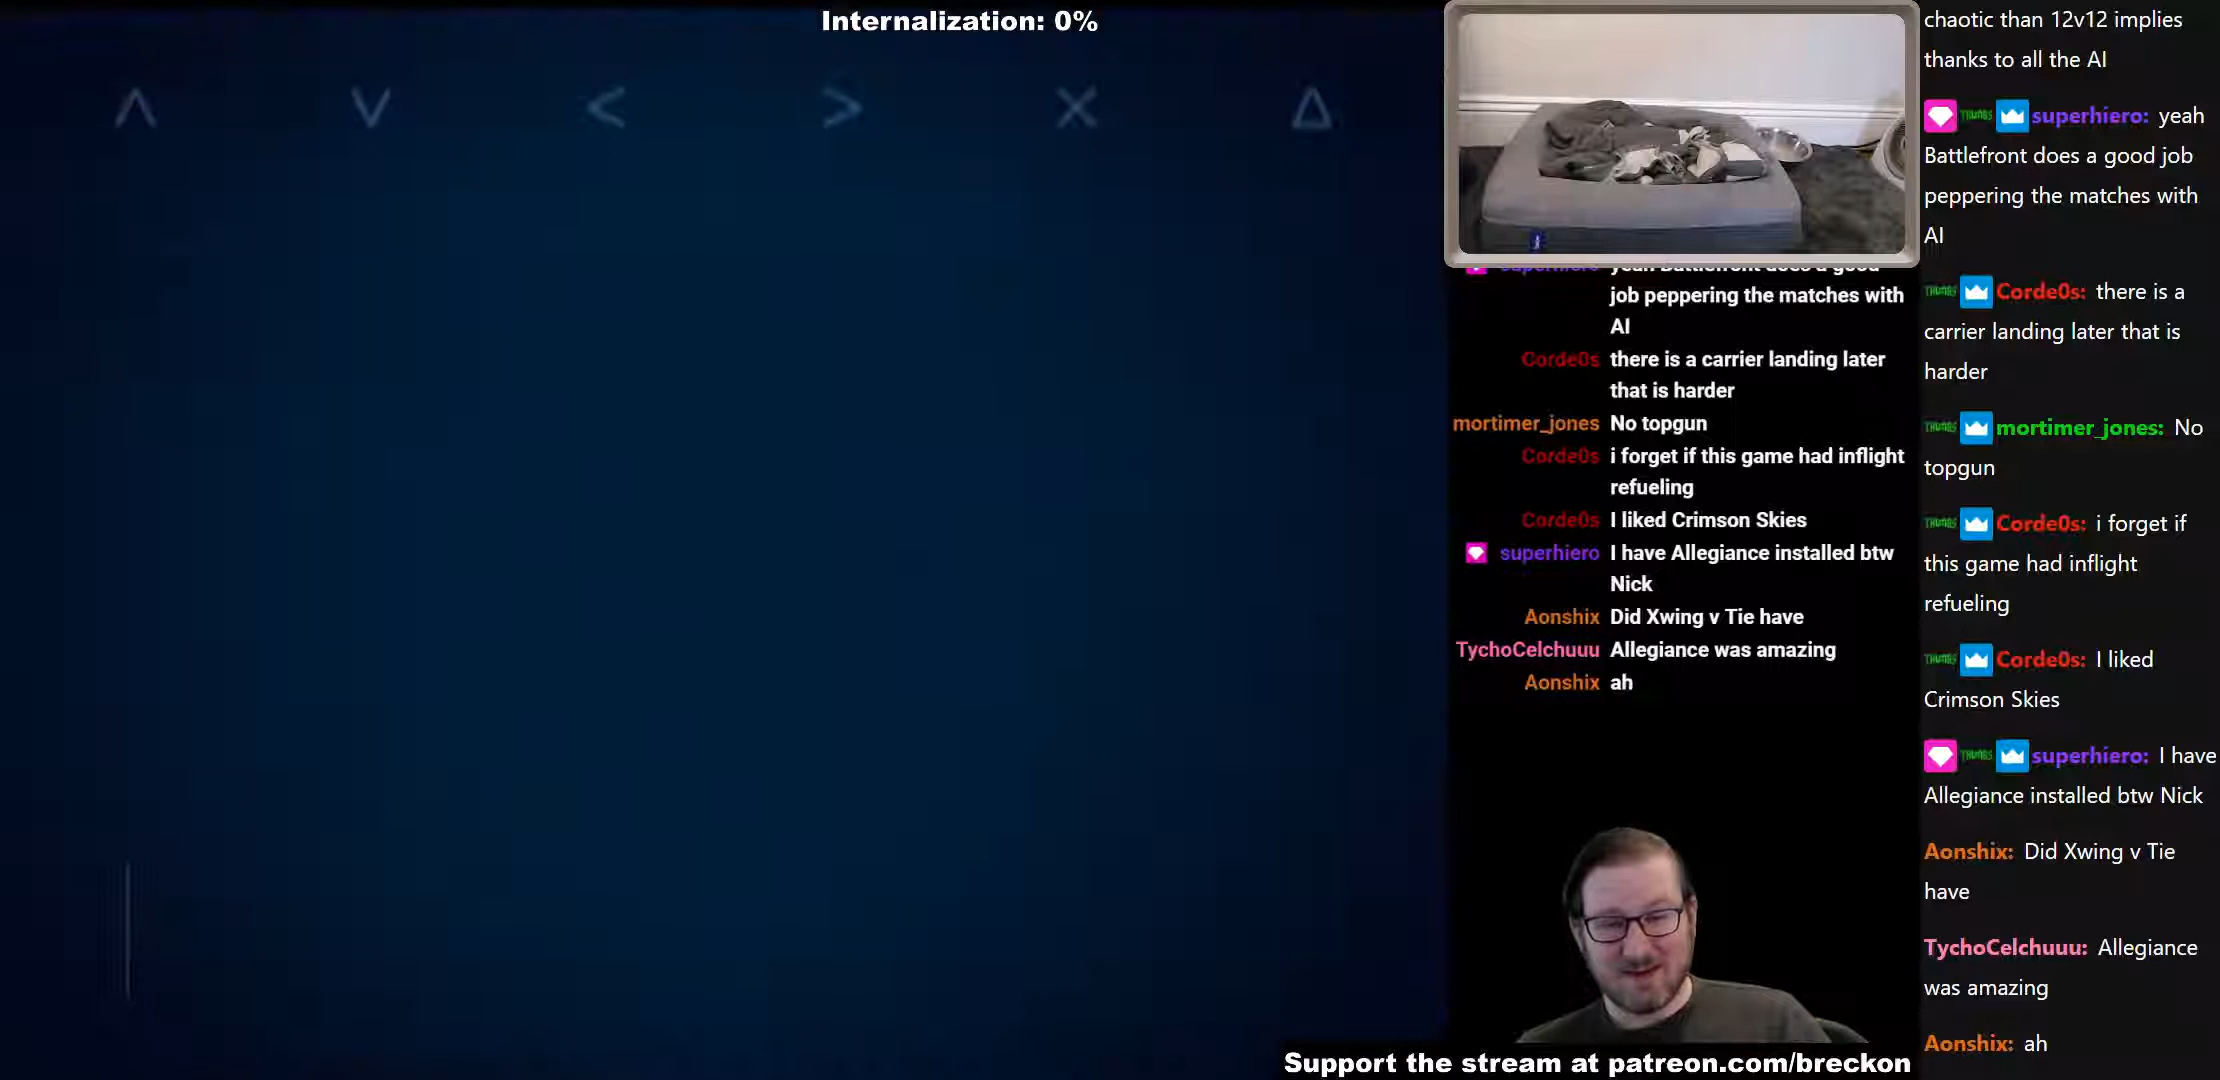 Internalization: 0%
job peppering the matches with
AI
Corde0s there is a carrier landing later
that is harder
mortimer_jones No topgun
Corde0s i forget if this game had inflight
refueling
Corde0s I liked Crimson Skies
superhiero I have Allegiance installed btw
Nick
Aonshix Did Xwing v Tie have
TychoCelchuuu Allegiance was amazing
Aonshix ah
Support the stream at patreon.com/breckon
chaotic than 12v12 implies
thanks to all the AI
THUMBS superhiero: yeah
Battlefront does a good job
peppering the matches with
AI
THUMBS Corde0s: there is a
carrier landing later that is
harder
THUMBS mortimer_jones: No
topgun
THUMBS Corde0s: i forget if
this game had inflight
refueling
THUMBS Corde0s: I liked
Crimson Skies
THUMBS superhiero: I have
Allegiance installed btw Nick
Aonshix: Did Xwing v Tie
have
TychoCelchuuu: Allegiance
was amazing
Aonshix: ah